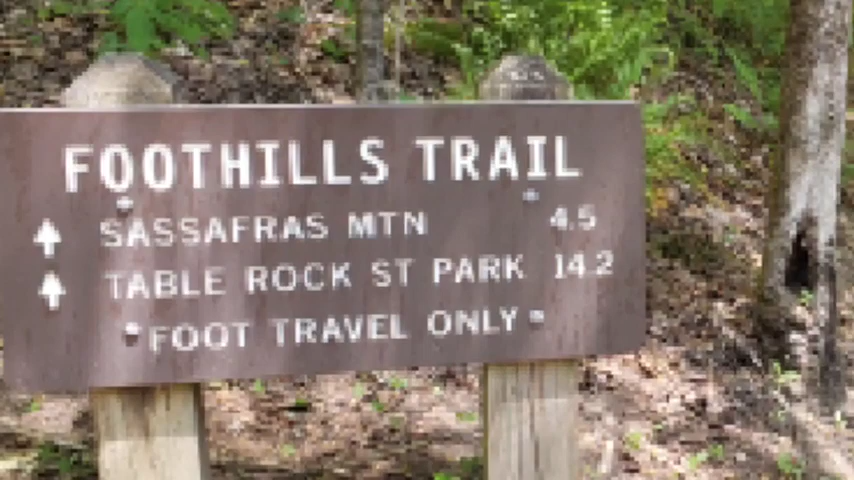 FOOTHILLS TRAIL
SASSAFRAS MTN 4.5
TABLE ROCK ST PARK 14.2
FOOT TRAVEL ONLY